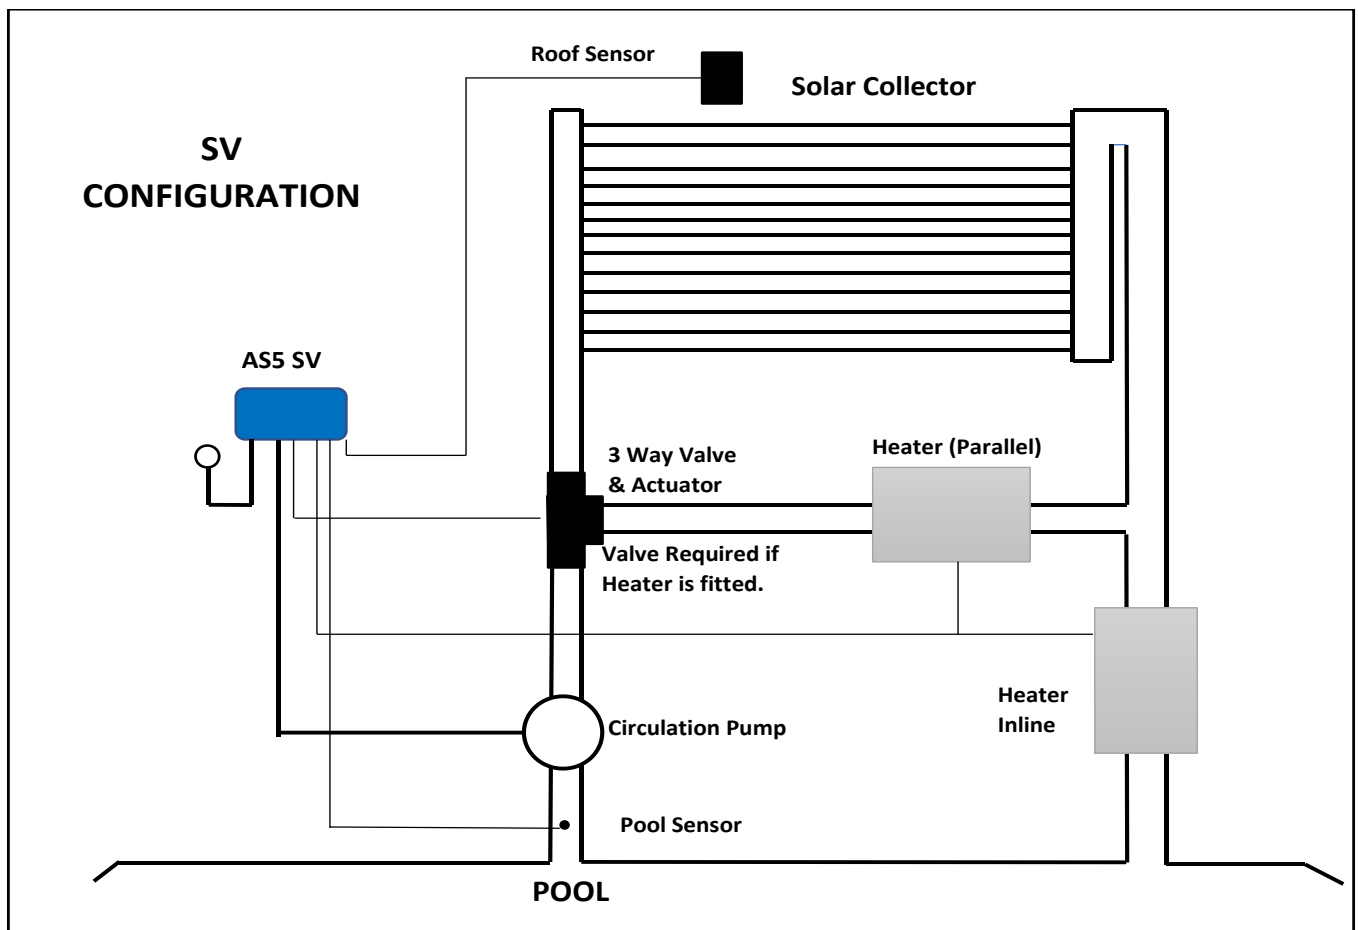 Roof Sensor
Solar Collector
SV
CONFIGURATION
AS5 SV
3 Way Valve
& Actuator
Heater (Parallel)
Valve Required if
Heater is fitted.
Heater
Inline
Circulation Pump
Pool Sensor
POOL